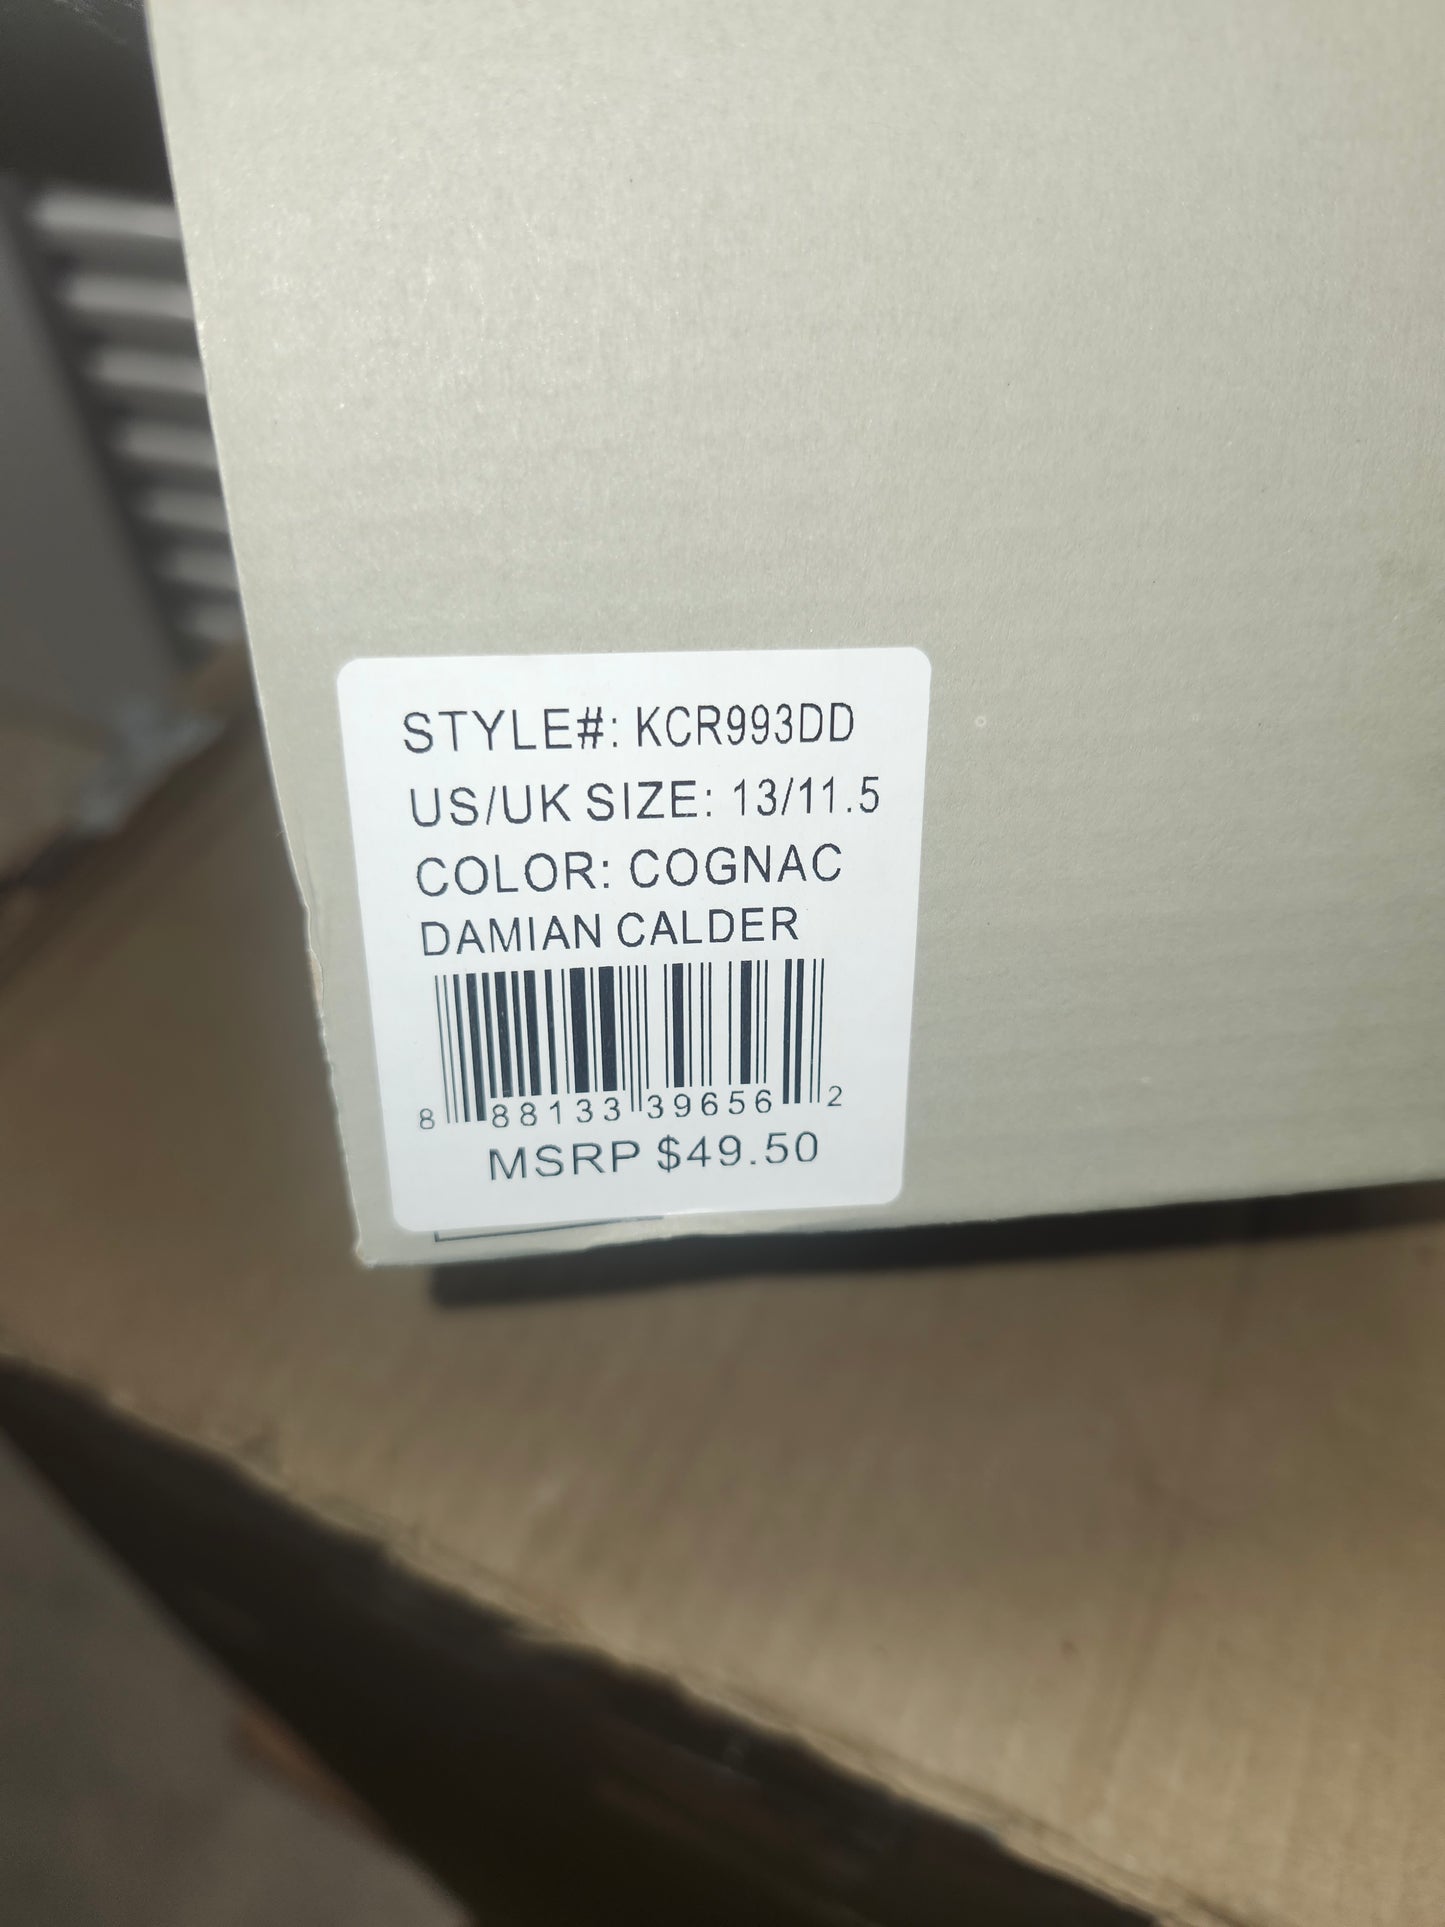 STYLE#: KCR993DD
US/UK SIZE: 13/11.5
COLOR: COGNAC
DAMIAN CALDER
8 88133 39656 2
MSRP $49.50